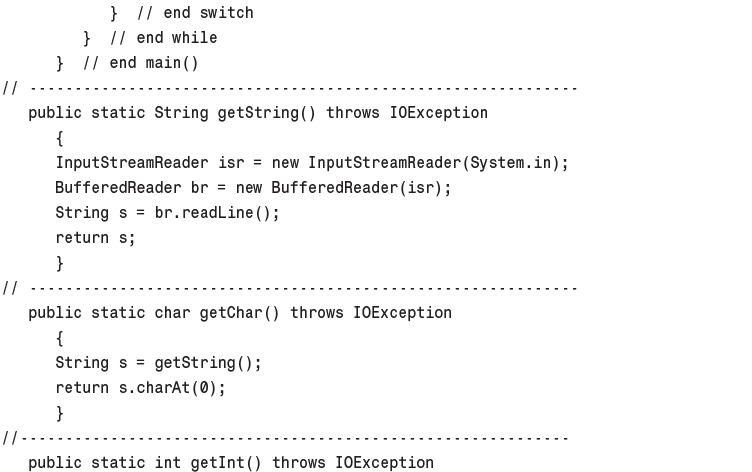 }  // end switch
         }  // end while
      }  // end main()
// -------------------------------------------------------------
   public static String getString() throws IOException
      {
      InputStreamReader isr = new InputStreamReader(System.in);
      BufferedReader br = new BufferedReader(isr);
      String s = br.readLine();
      return s;
      }
// -------------------------------------------------------------
   public static char getChar() throws IOException
      {
      String s = getString();
      return s.charAt(0);
      }
//-------------------------------------------------------------
   public static int getInt() throws IOException